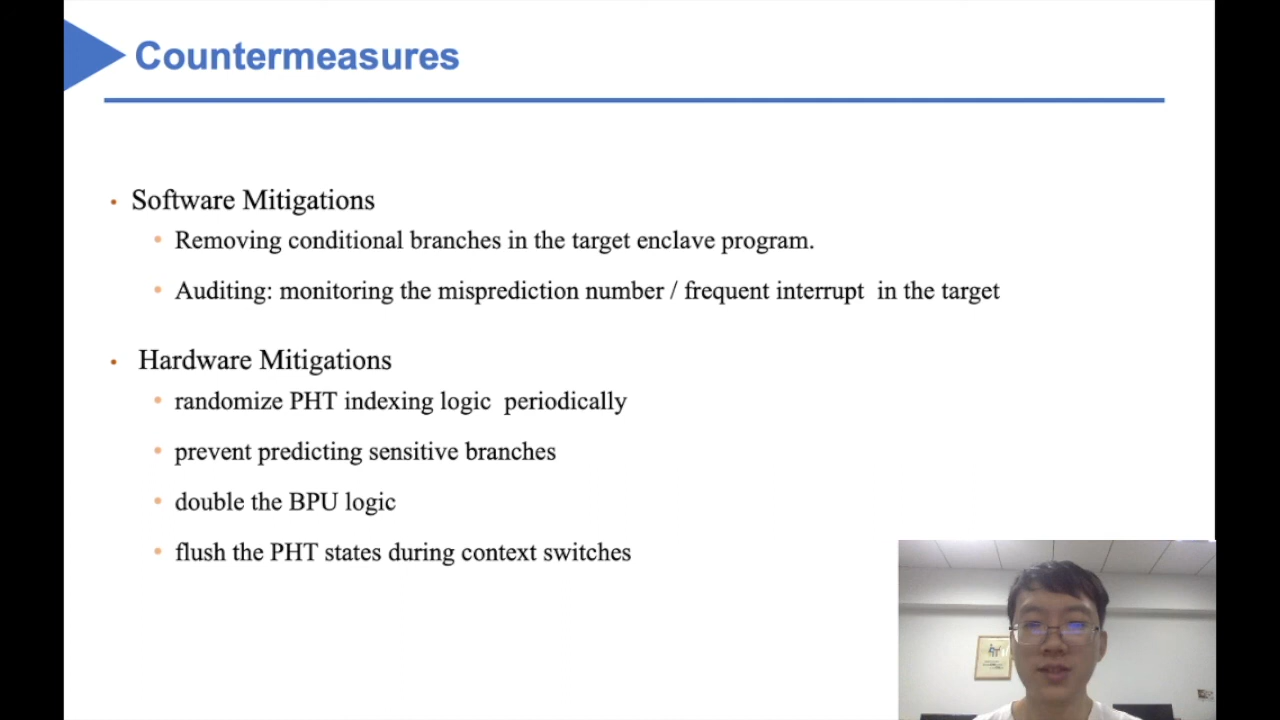 Countermeasures
• Software Mitigations
• Removing conditional branches in the target enclave program.
• Auditing: monitoring the misprediction number / frequent interrupt in the target
• Hardware Mitigations
• randomize PHT indexing logic periodically
• prevent predicting sensitive branches
• double the BPU logic
• flush the PHT states during context switches